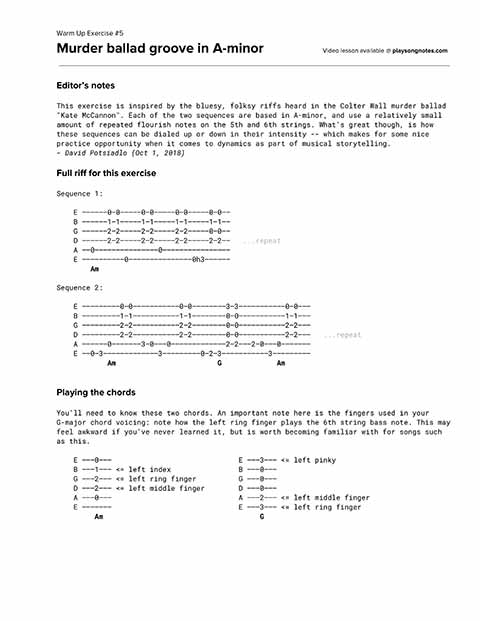 Warm Up Exercise #5
Murder ballad groove in A-minor
Video lesson available @ playsongnotes.com
Editor's notes
This exercise is inspired by the bluesy, folksy riffs heard in the Colter Wall murder ballad
"Kate McCannon". Each of the two sequences are based in A-minor, and use a relatively small
amount of repeated flourish notes on the 5th and 6th strings. What's great though, is how
these sequences can be dialed up or down in their intensity -- which makes for some nice
practice opportunity when it comes to dynamics as part of musical storytelling.
- David Potsiadlo (Oct 1, 2018)
Full riff for this exercise
Sequence 1:
E ------0-0-----0-0-----0-0-----0-0--
B ------1-1-----1-1-----1-1-----1-1--
G ------2-2-----2-2-----2-2-----0-0--
D ------2-2-----2-2-----2-2-----2-2-- ...repeat
A --0---------------0----------------
E ----------0---------------0h3------
Am
Sequence 2:
E ---------0-0-----------0-0--------3-3-----------0-0---
B ---------1-1-----------1-1--------0-0-----------1-1---
G ---------2-2-----------2-2--------0-0-----------2-2---
D ---------2-2-----------2-2--------0-0-----------2-2--- ...repeat
A ------0-------3-0---0-------------2-2---2-0---0-------
E --0-3-------------3---------0-2-3-----------3---------
Am G Am
Playing the chords
You'll need to know these two chords. An important note here is the fingers used in your
G-major chord voicing: note how the left ring finger plays the 6th string bass note. This may
feel awkward if you've never learned it, but is worth becoming familiar with for songs such
as this.
E ---0---
B ---1--- <= left index
G ---2--- <= left ring finger
D ---2--- <= left middle finger
A ---0---
E -------
Am
E ---3--- <= left pinky
B ---0---
G ---0---
D ---0---
A ---2--- <= left middle finger
E ---3--- <= left ring finger
G